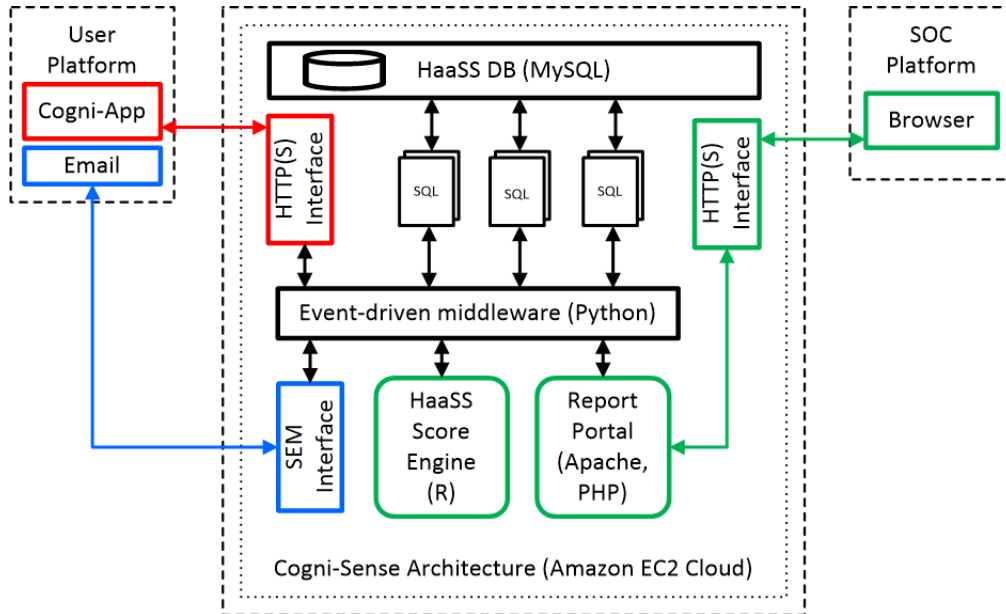 User
Platform
Cogni-App
Email
HaaSS DB (MySQL)
SOC
Platform
Browser
HTTP(S)
Interface
SQL
SQL
SQL
HTTP(S)
Interface
Event-driven middleware (Python)
SEM
Interface
HaaSS
Score
Engine
(R)
Report
Portal
(Apache,
PHP)
Cogni-Sense Architecture (Amazon EC2 Cloud)